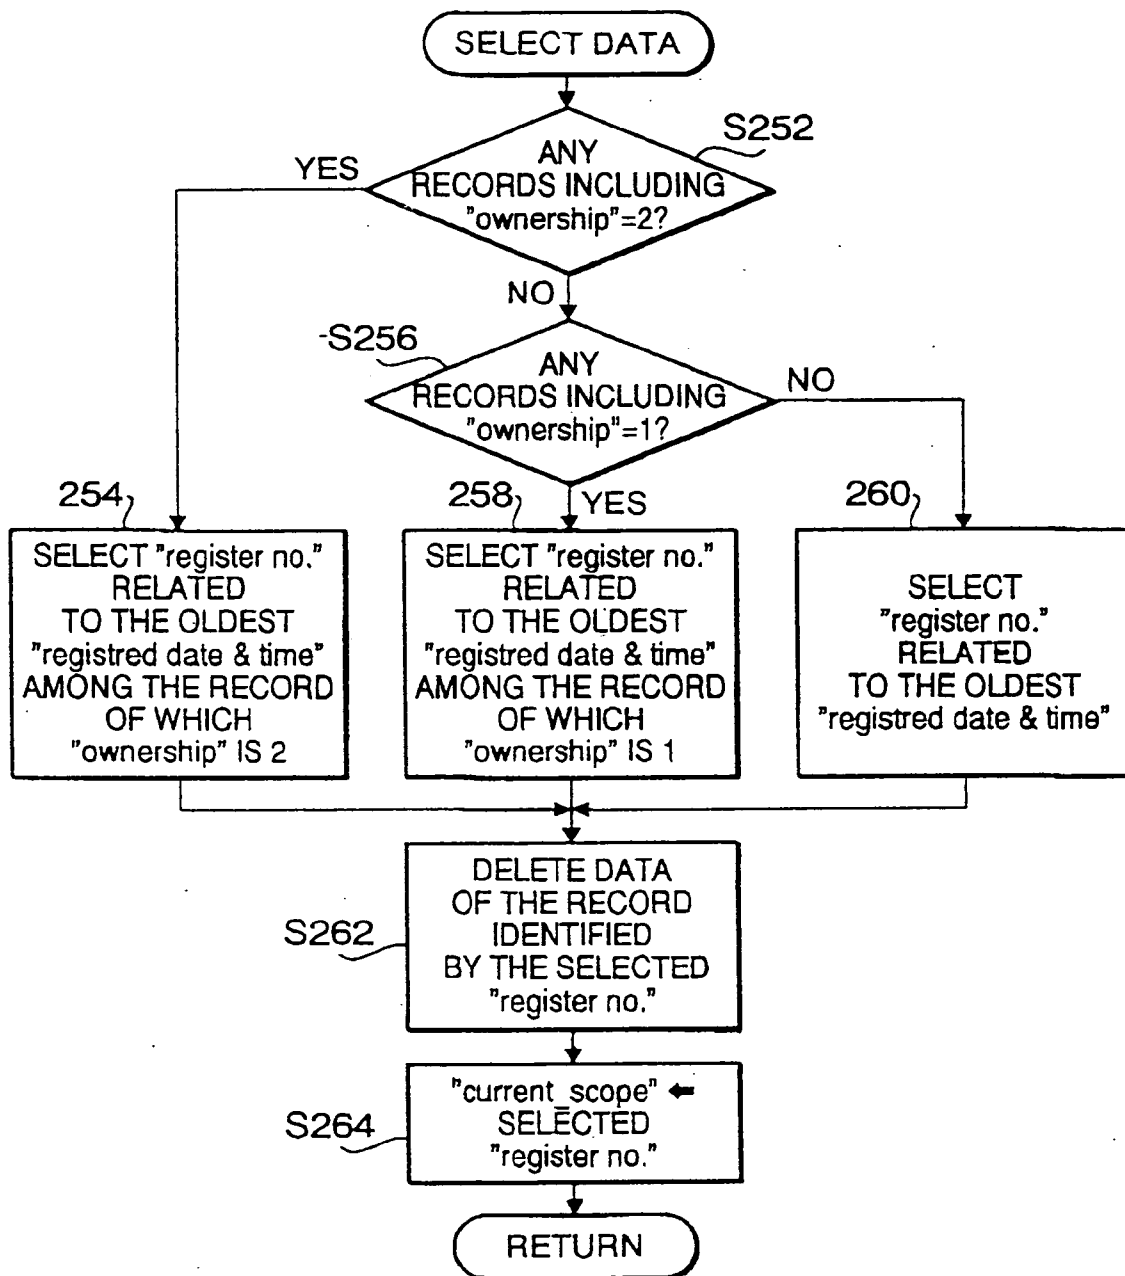 SELECT DATA
S252
YES
ANY
RECORDS INCLUDING
"ownership"=2?
NO
-S256
ANY
RECORDS INCLUDING
"ownership"=1?
NO
254
258
YES
260
SELECT "register no."
RELATED
TO THE OLDEST
"registred date & time"
AMONG THE RECORD
OF WHICH
"ownership" IS 2
SELECT "register no."
RELATED
TO THE OLDEST
"registred date & time"
AMONG THE RECORD
OF WHICH
"ownership" IS 1
SELECT
"register no."
RELATED
TO THE OLDEST
"registred date & time"
S262
DELETE DATA
OF THE RECORD
IDENTIFIED
BY THE SELECTED
"register no."
S264
"current_scope" ⬅
SELECTED
"register no."
RETURN